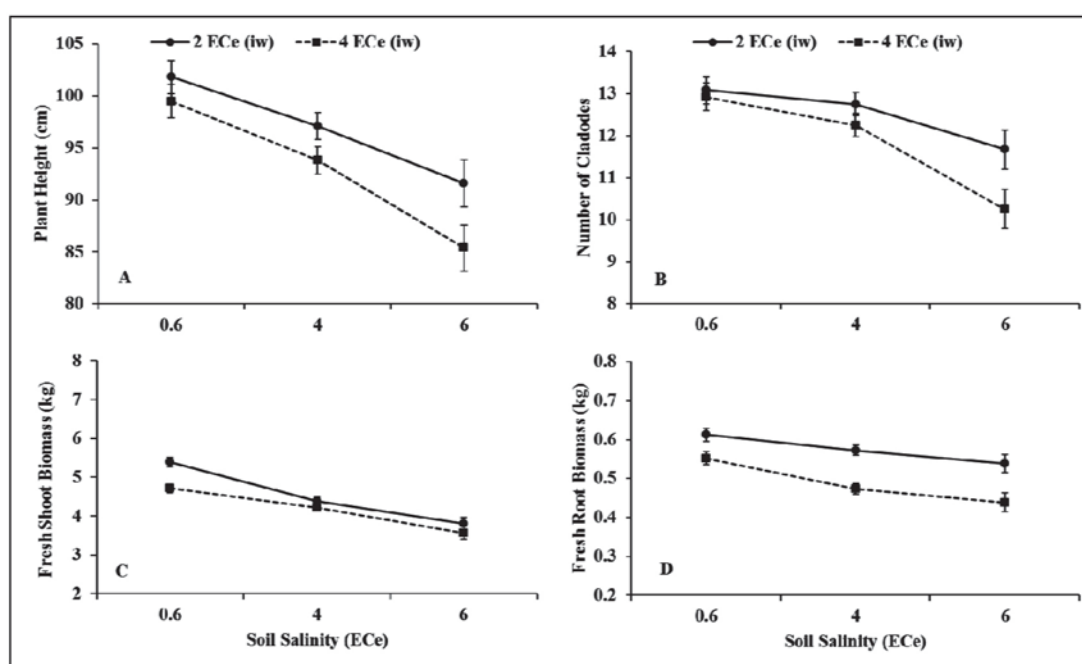 2 ECe (iw) 4 ECe (iw)
Plant Height (cm)
105
100
95
90
85
80
A
0.6 4 6
2 ECe (iw) 4 ECe (iw)
Number of Cladodes
14
13
12
11
10
9
8
B
0.6 4 6
Fresh Shoot Biomass (kg)
8
7
6
5
4
3
2
C
0.6 4 6
Soil Salinity (ECe)
Fresh Root Biomass (kg)
0.8
0.7
0.6
0.5
0.4
0.3
0.2
D
0.6 4 6
Soil Salinity (ECe)